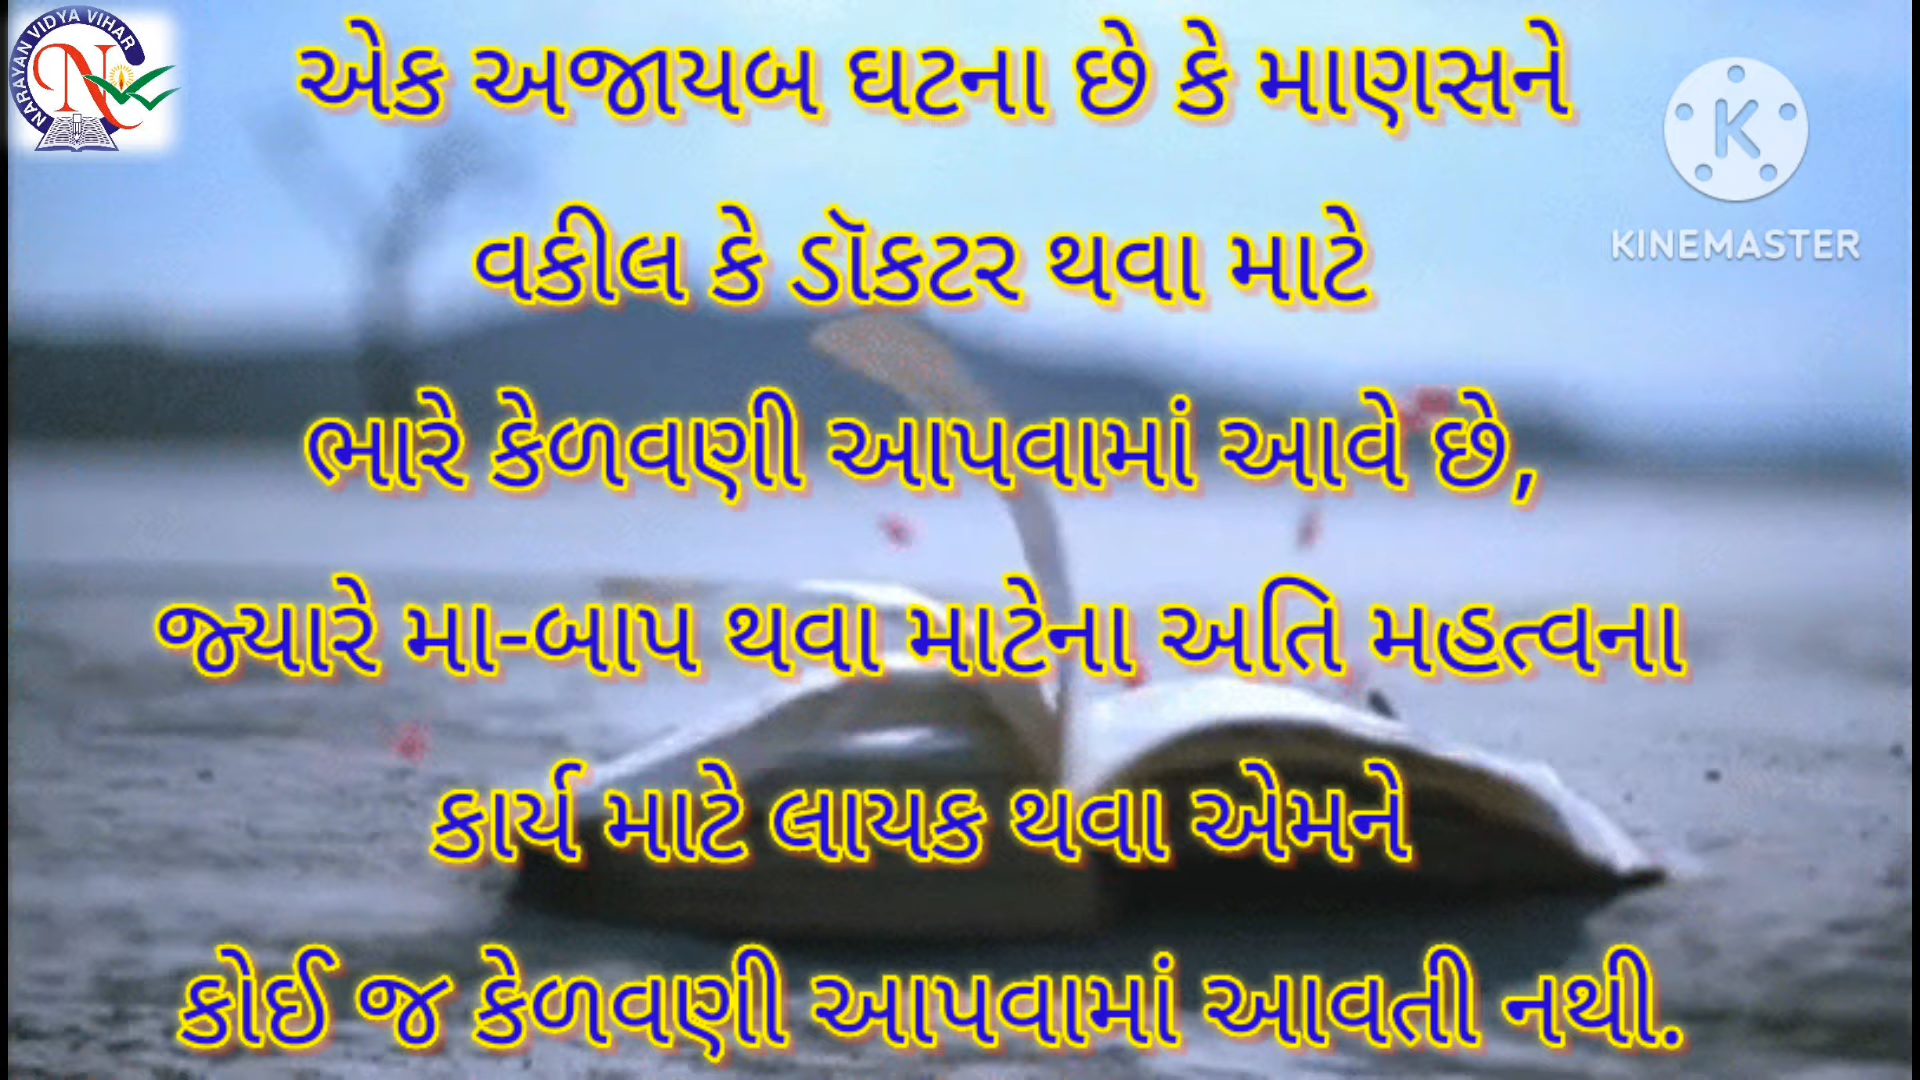 NARAYAN VIDYA VIHAR
N
એક અજાયબ ઘટના છે કે માણસને
K
KINEMASTER
વકીલ કે ડૉકટર થવા માટે
ભારે કેળવણી આપવામાં આવે છે,
જ્યારે મા-બાપ થવા માટેના અતિ મહત્વના
કાર્ય માટે લાયક થવા એમને
કોઈ જ કેળવણી આપવામાં આવતી નથી.